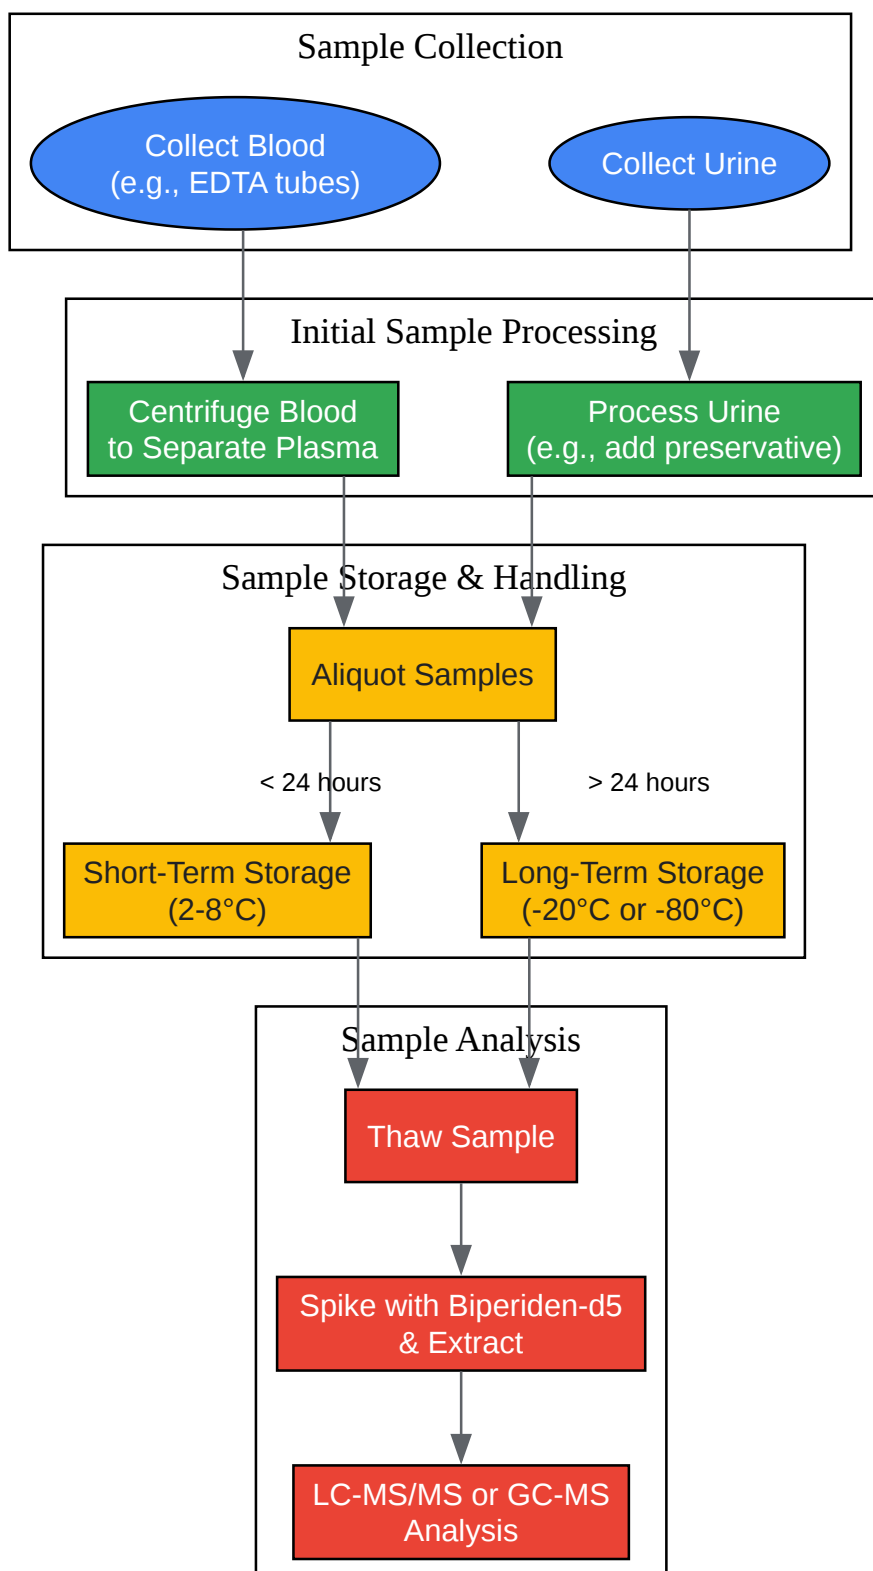 Sample Collection
Collect Blood
(e.g., EDTA tubes)
Collect Urine
Initial Sample Processing
Centrifuge Blood
to Separate Plasma
Process Urine
(e.g., add preservative)
Sample Storage & Handling
Aliquot Samples
< 24 hours
> 24 hours
Short-Term Storage
(2-8°C)
Long-Term Storage
(-20°C or -80°C)
Sample Analysis
Thaw Sample
Spike with Biperiden-d5
& Extract
LC-MS/MS or GC-MS
Analysis